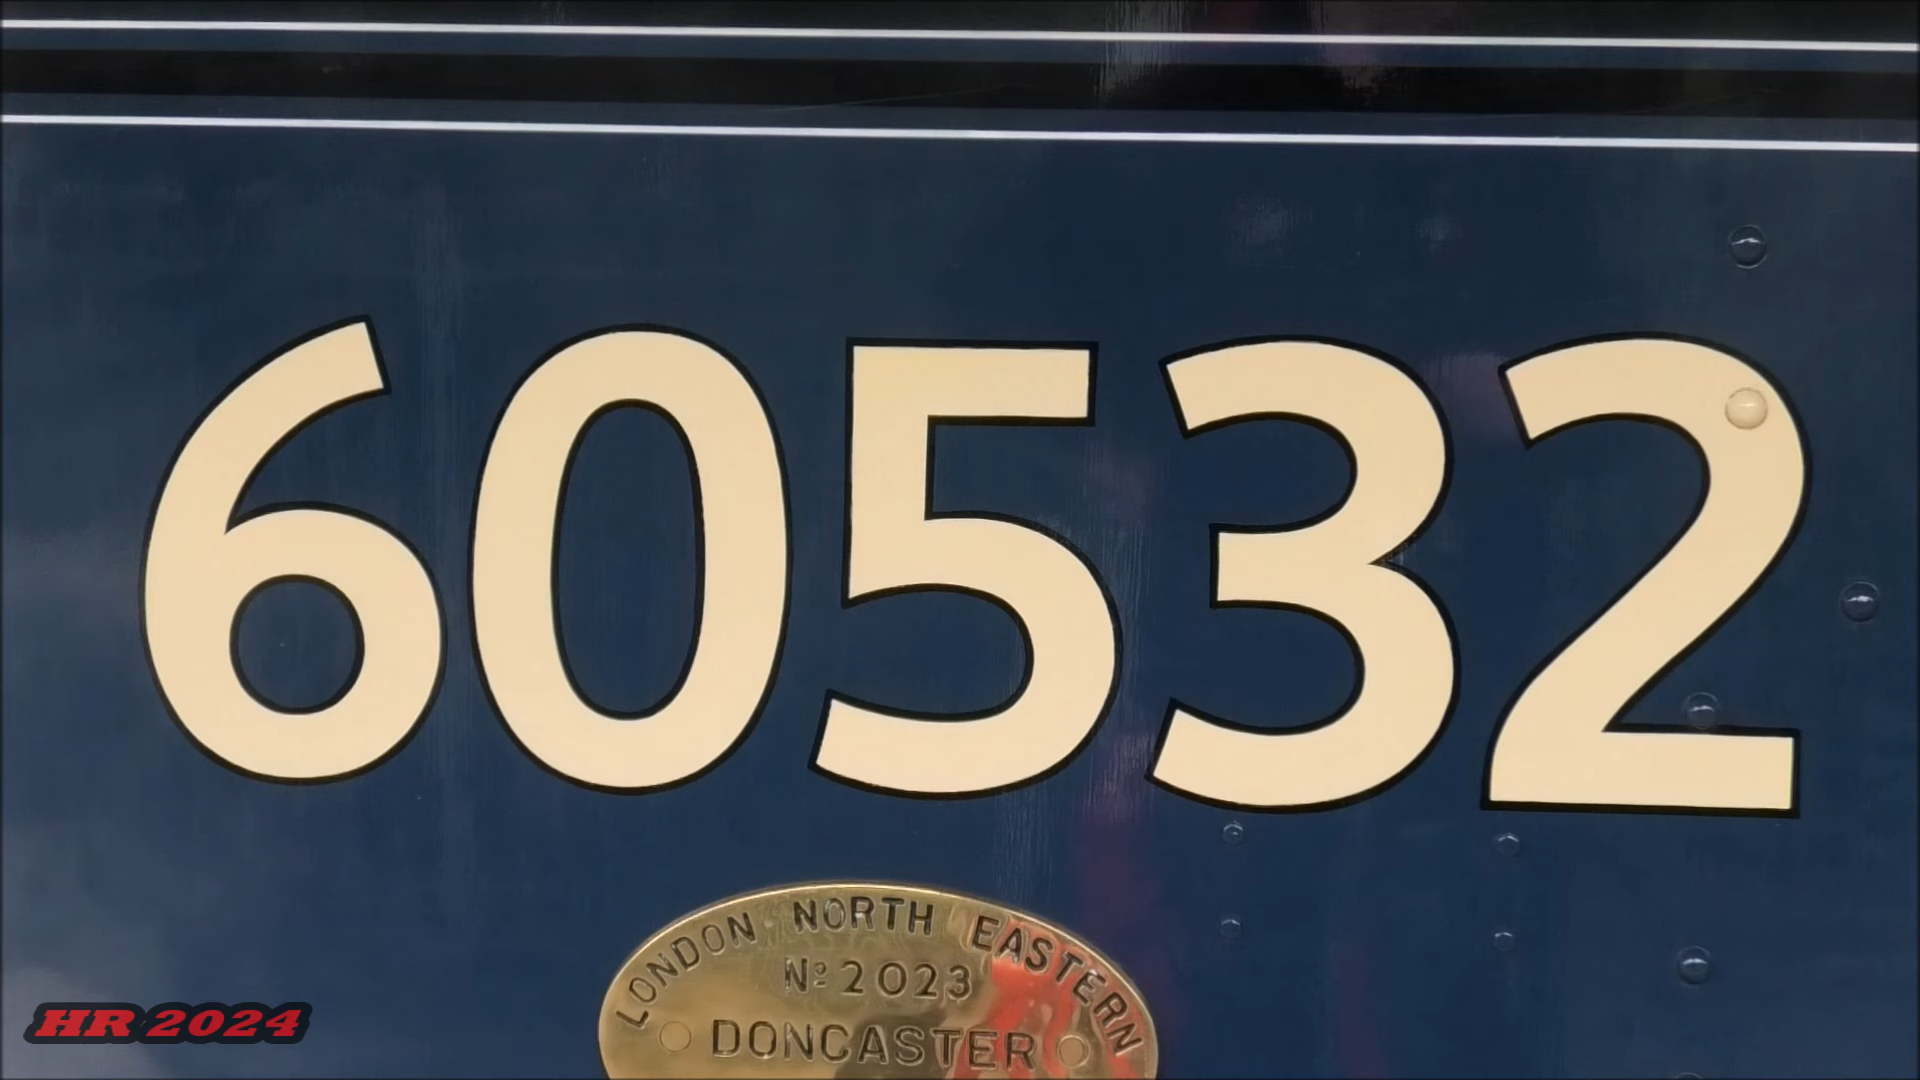 60532
LONDON NORTH EASTERN
Nº 2023
DONCASTER
HR 2024